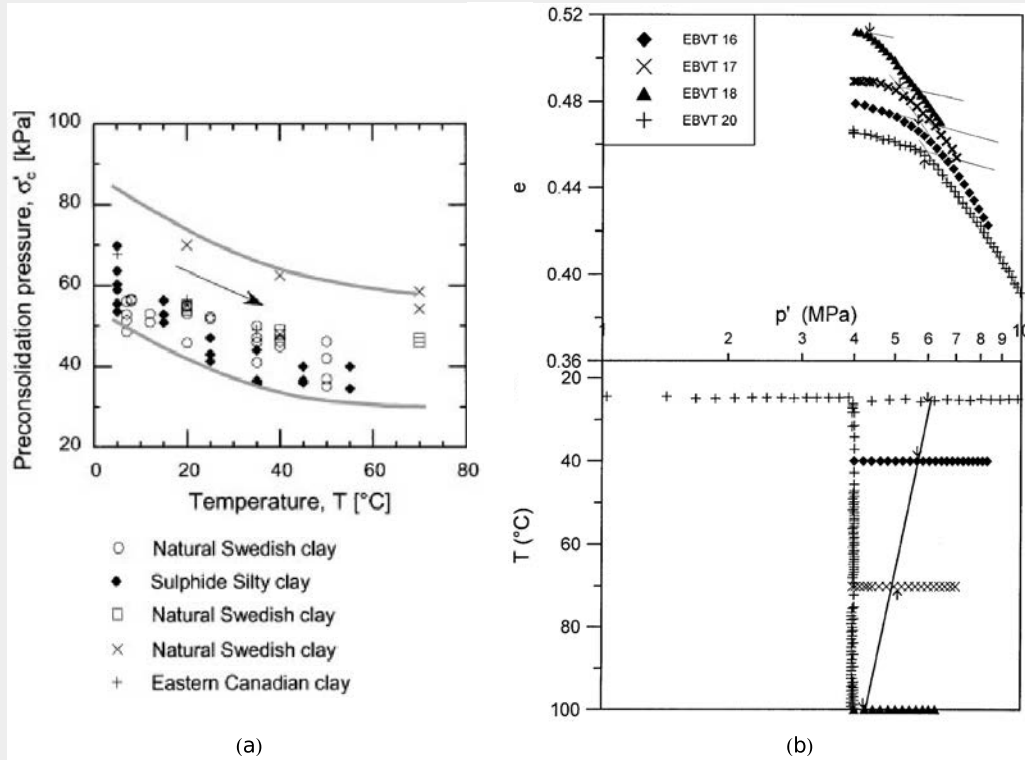 Preconsolidation pressure, σ'c [kPa]
100
80
60
40
20
0 20 40 60 80
Temperature, T [°C]
Natural Swedish clay
Sulphide Silty clay
Natural Swedish clay
Natural Swedish clay
Eastern Canadian clay
(a)
e
0.52
0.48
0.44
0.40
0.36
EBVT 16
EBVT 17
EBVT 18
EBVT 20
p' (MPa)
1 2 3 4 5 6 7 8 9 10
T (°C)
20
40
60
80
100
(b)